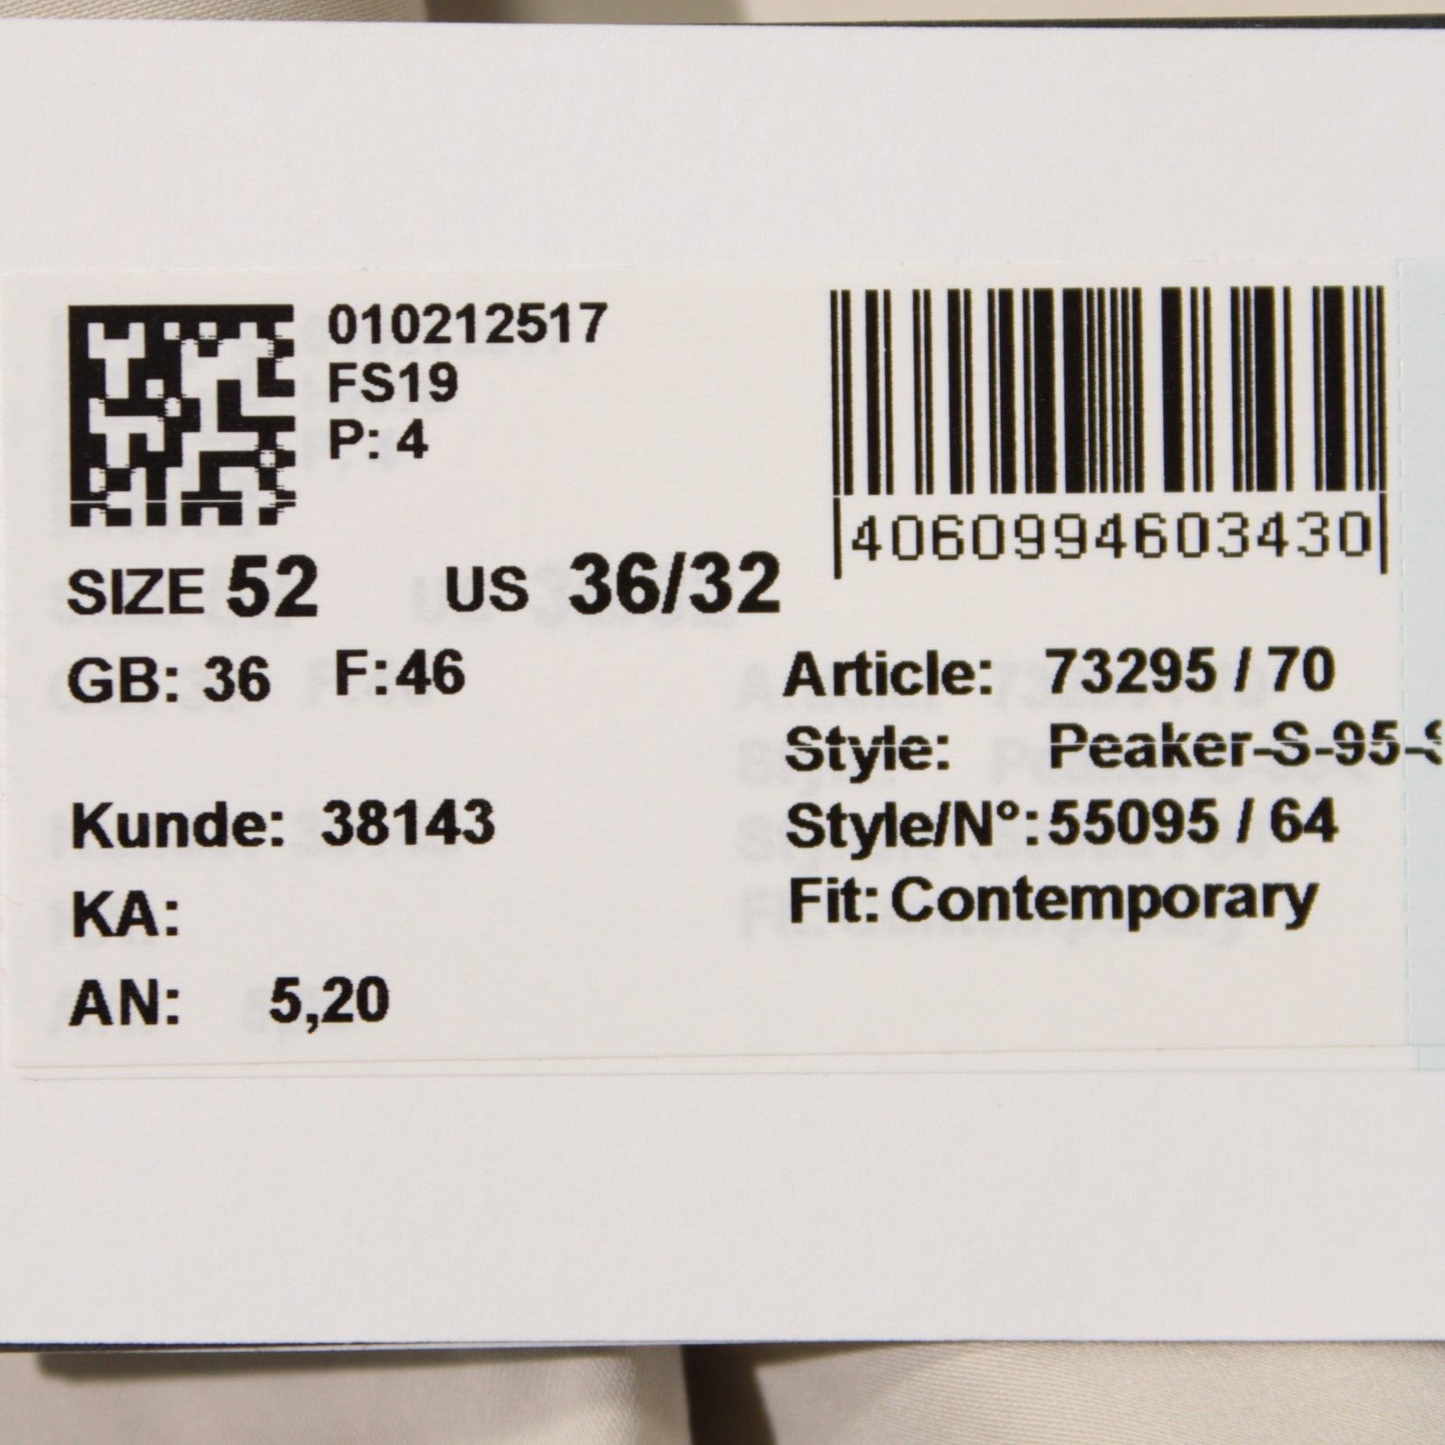 010212517
FS19
P: 4
4060994603430
SIZE 52 US 36/32
GB: 36 F:46
Article: 73295 / 70
Style: Peaker-S-95-
Kunde: 38143
Style/N°: 55095 / 64
KA:
Fit: Contemporary
AN: 5,20